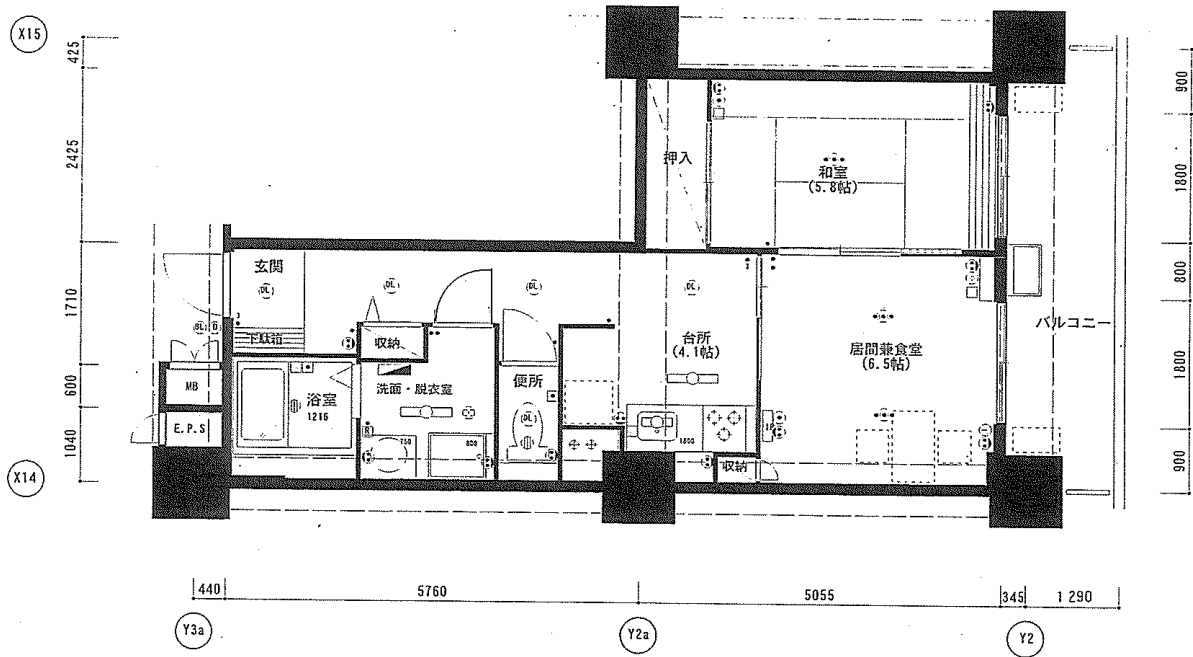 X15
425
2425
1710
600
1040
X14
押入
和室
(5.8帖)
玄関
DL
DL
DL
DL
下駄箱
収納
台所
(4.1帖)
居間兼食堂
(6.5帖)
バルコニー
MB
E.P.S
浴室
1216
洗面・脱衣室
便所
DL
750
800
1800
収納
900
1800
800
1800
900
440
5760
5055
345
1290
Y3a
Y2a
Y2